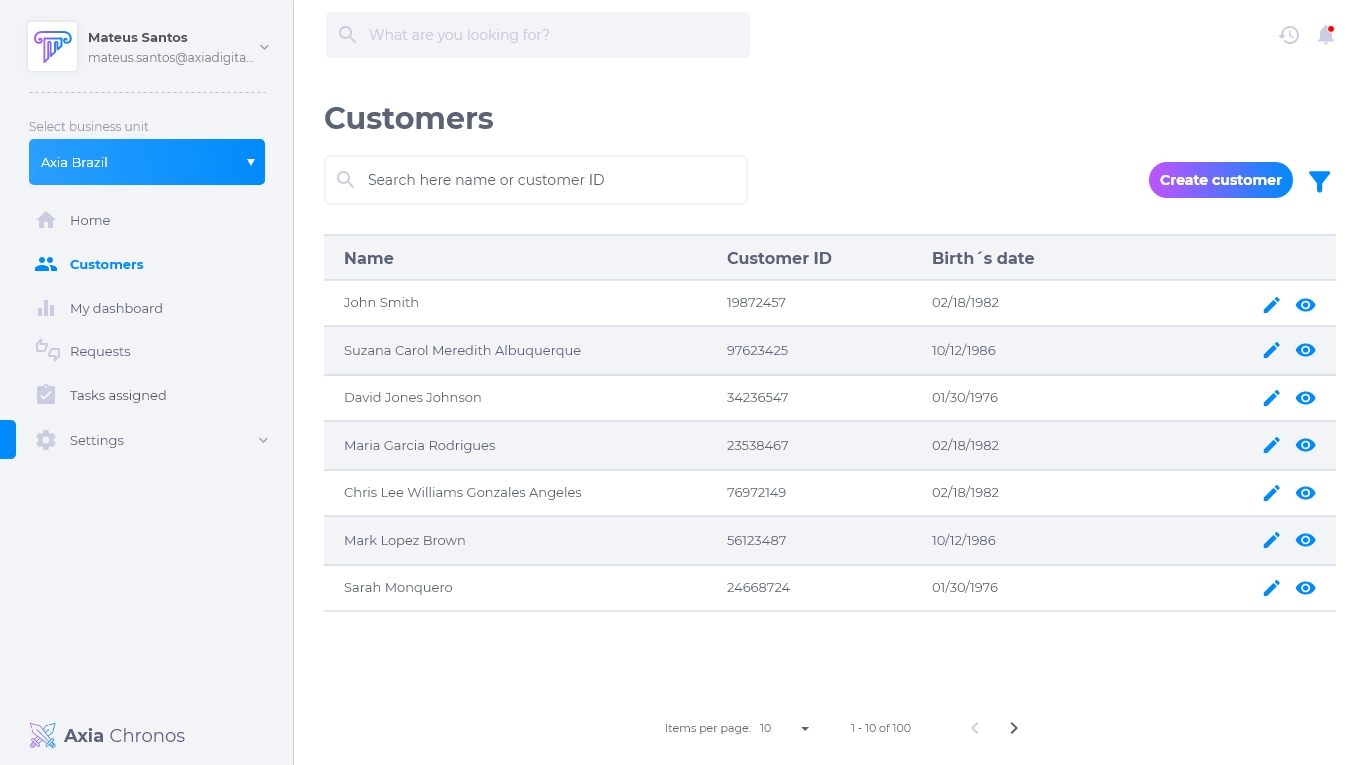 Mateus Santos
mateus.santos@axiadigita...
What are you looking for?
Select business unit
Axia Brazil
Home
Customers
My dashboard
Requests
Tasks assigned
Settings
Axia Chronos
Customers
Search here name or customer ID
Create customer
Name Customer ID Birth´s date
John Smith 19872457 02/18/1982
Suzana Carol Meredith Albuquerque 97623425 10/12/1986
David Jones Johnson 34236547 01/30/1976
Maria Garcia Rodrigues 23538467 02/18/1982
Chris Lee Williams Gonzales Angeles 76972149 02/18/1982
Mark Lopez Brown 56123487 10/12/1986
Sarah Monquero 24668724 01/30/1976
Items per page: 10 1 - 10 of 100